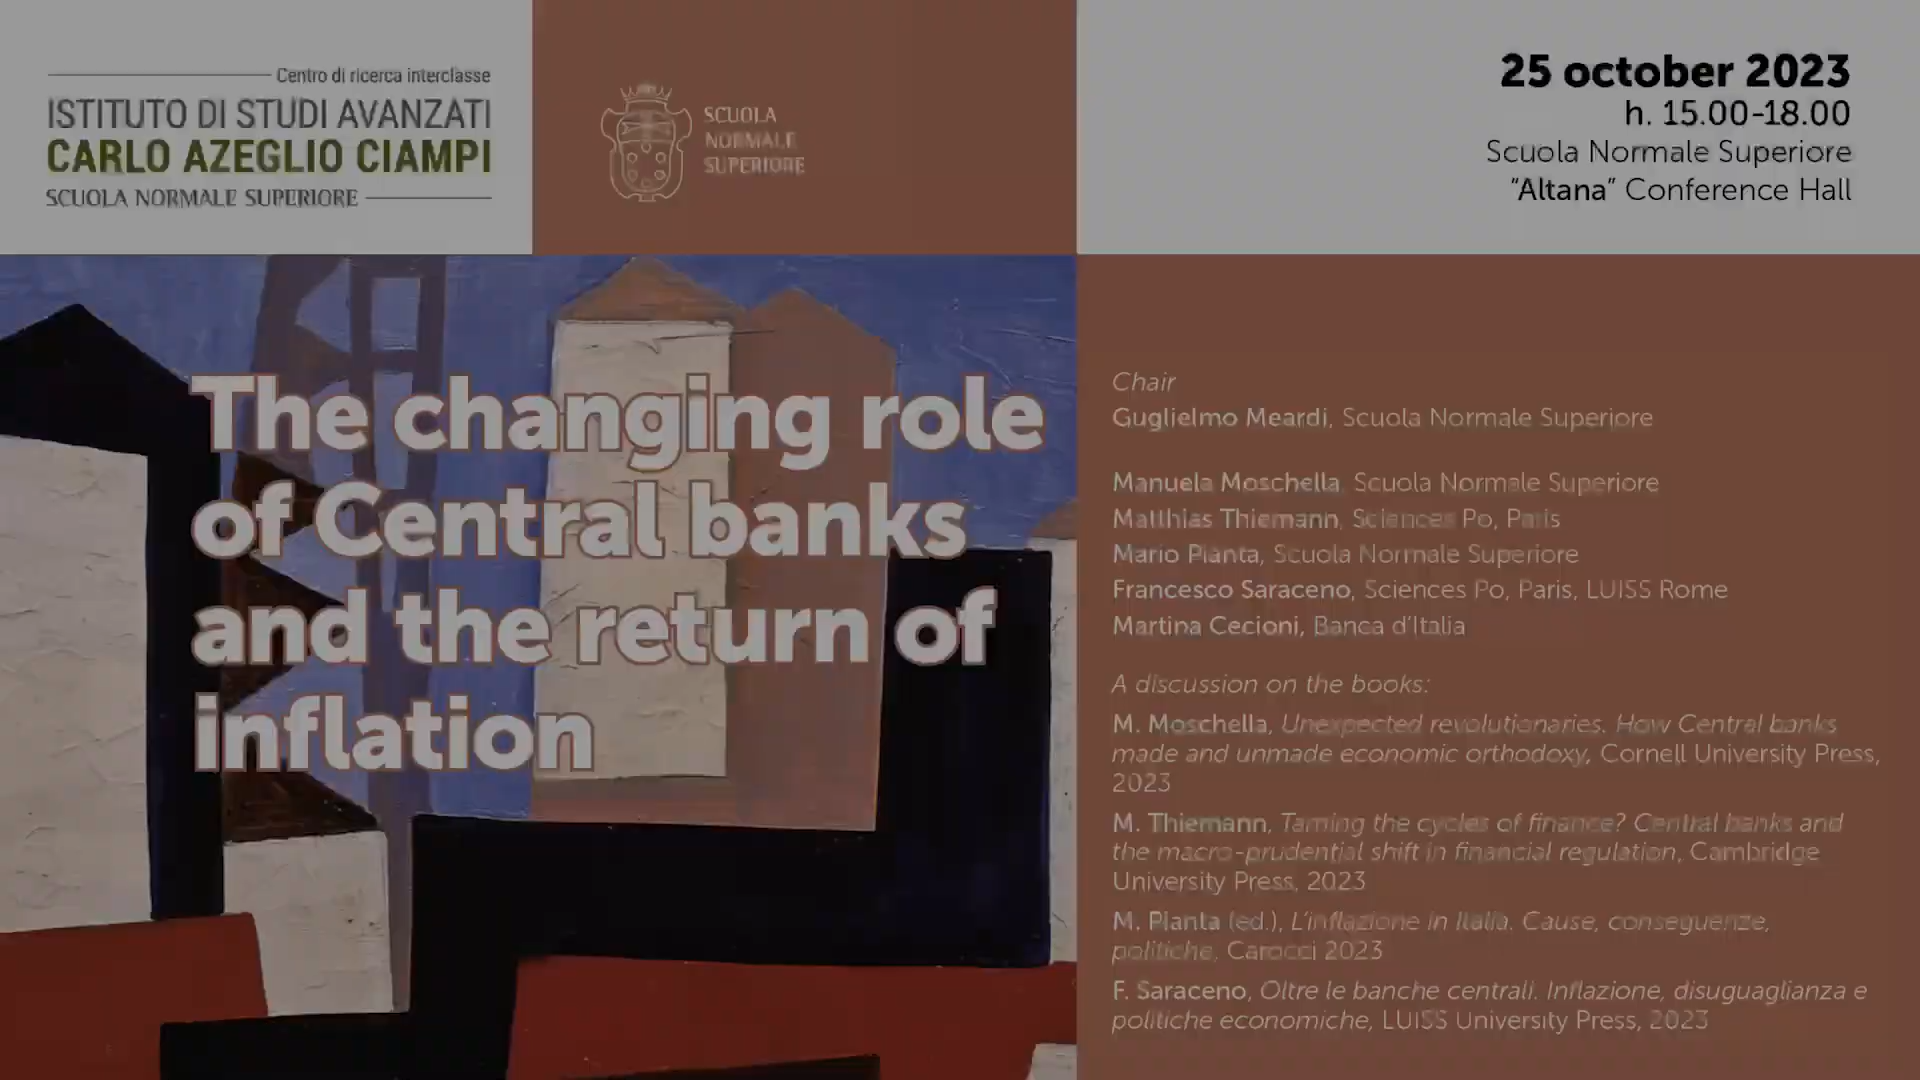 Centro di ricerca interclasse
ISTITUTO DI STUDI AVANZATI
CARLO AZEGLIO CIAMPI
SCUOLA NORMALE SUPERIORE
SCUOLA
NORMALE
SUPERIORE
25 october 2023
h. 15.00-18.00
Scuola Normale Superiore
“Altana” Conference Hall
The changing role
of Central banks
and the return of
inflation
Chair
Guglielmo Meardi, Scuola Normale Superiore
Manuela Moschella, Scuola Normale Superiore
Matthias Thiemann, Sciences Po, Paris
Mario Pianta, Scuola Normale Superiore
Francesco Saraceno, Sciences Po, Paris, LUISS Rome
Martina Cecioni, Banca d’Italia
A discussion on the books:
M. Moschella, Unexpected revolutionaries. How Central banks
made and unmade economic orthodoxy, Cornell University Press,
2023
M. Thiemann, Taming the cycles of finance? Central banks and
the macro-prudential shift in financial regulation, Cambridge
University Press, 2023
M. Pianta (ed.), L’inflazione in Italia. Cause, conseguenze,
politiche, Carocci 2023
F. Saraceno, Oltre le banche centrali. Inflazione, disuguaglianza e
politiche economiche, LUISS University Press, 2023